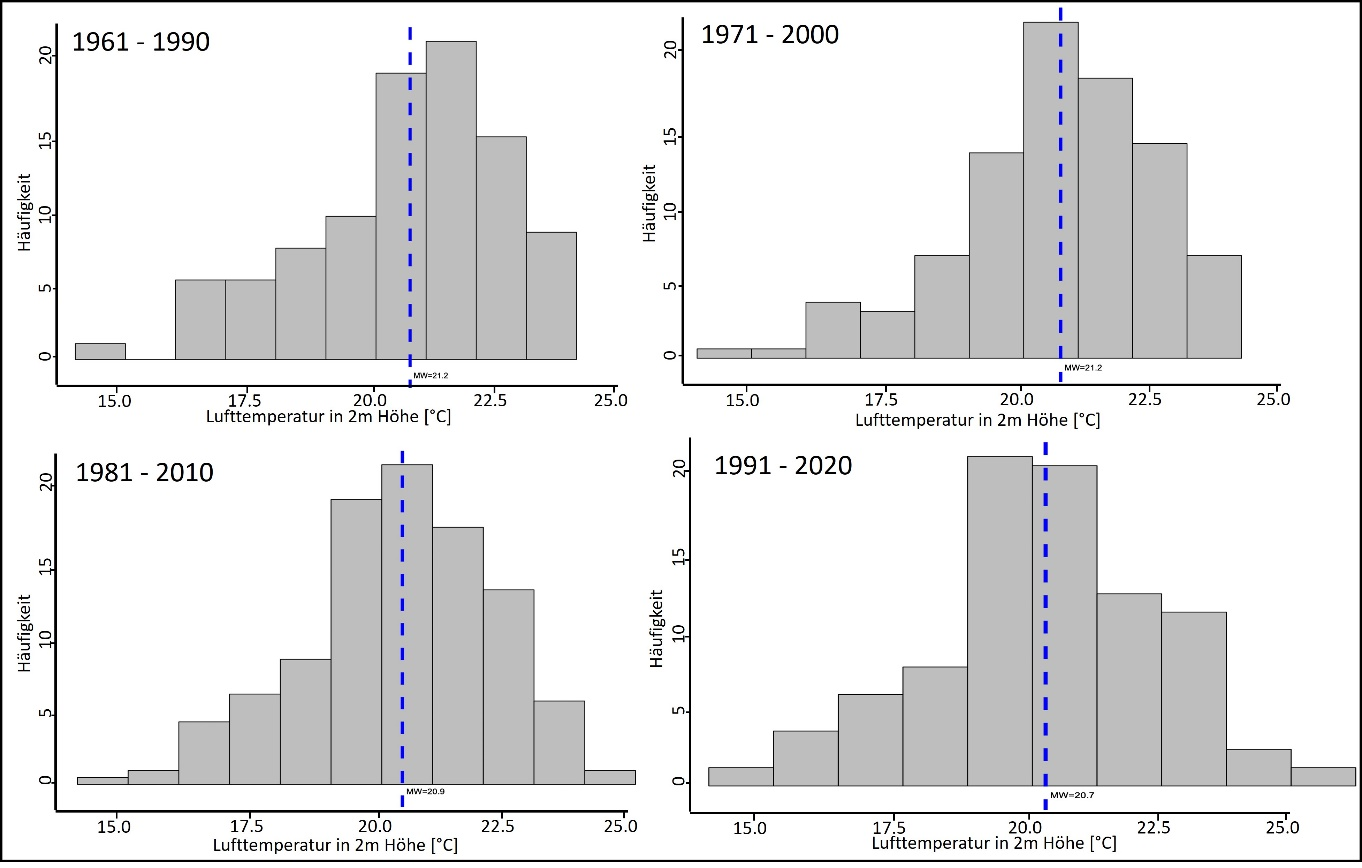 1961 - 1990
Häufigkeit
20
15
10
5
0
MW=21.2
15.0 17.5 20.0 22.5 25.0
Lufttemperatur in 2m Höhe [°C]
1971 - 2000
Häufigkeit
20
15
10
5
0
MW=21.2
15.0 17.5 20.0 22.5 25.0
Lufttemperatur in 2m Höhe [°C]
1981 - 2010
Häufigkeit
20
15
10
5
0
MW=20.9
15.0 17.5 20.0 22.5 25.0
Lufttemperatur in 2m Höhe [°C]
1991 - 2020
Häufigkeit
20
15
10
5
0
MW=20.7
15.0 17.5 20.0 22.5 25.0
Lufttemperatur in 2m Höhe [°C]